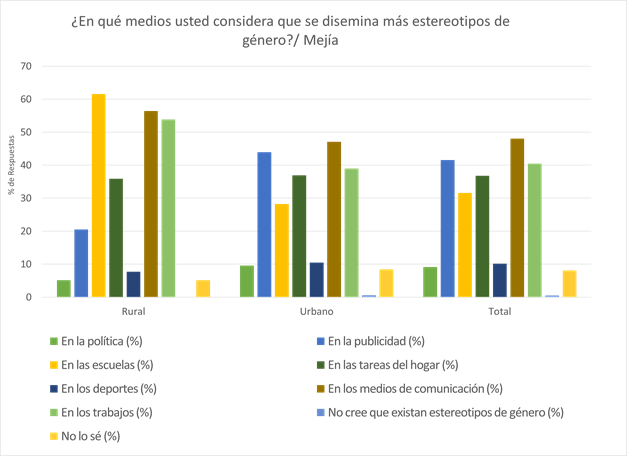 ¿En qué medios usted considera que se disemina más estereotipos de
género?/ Mejía
% de Respuestas
70
60
50
40
30
20
10
0
Rural
Urbano
Total
En la política (%)
En la publicidad (%)
En las escuelas (%)
En las tareas del hogar (%)
En los deportes (%)
En los medios de comunicación (%)
En los trabajos (%)
No cree que existan estereotipos de género (%)
No lo sé (%)